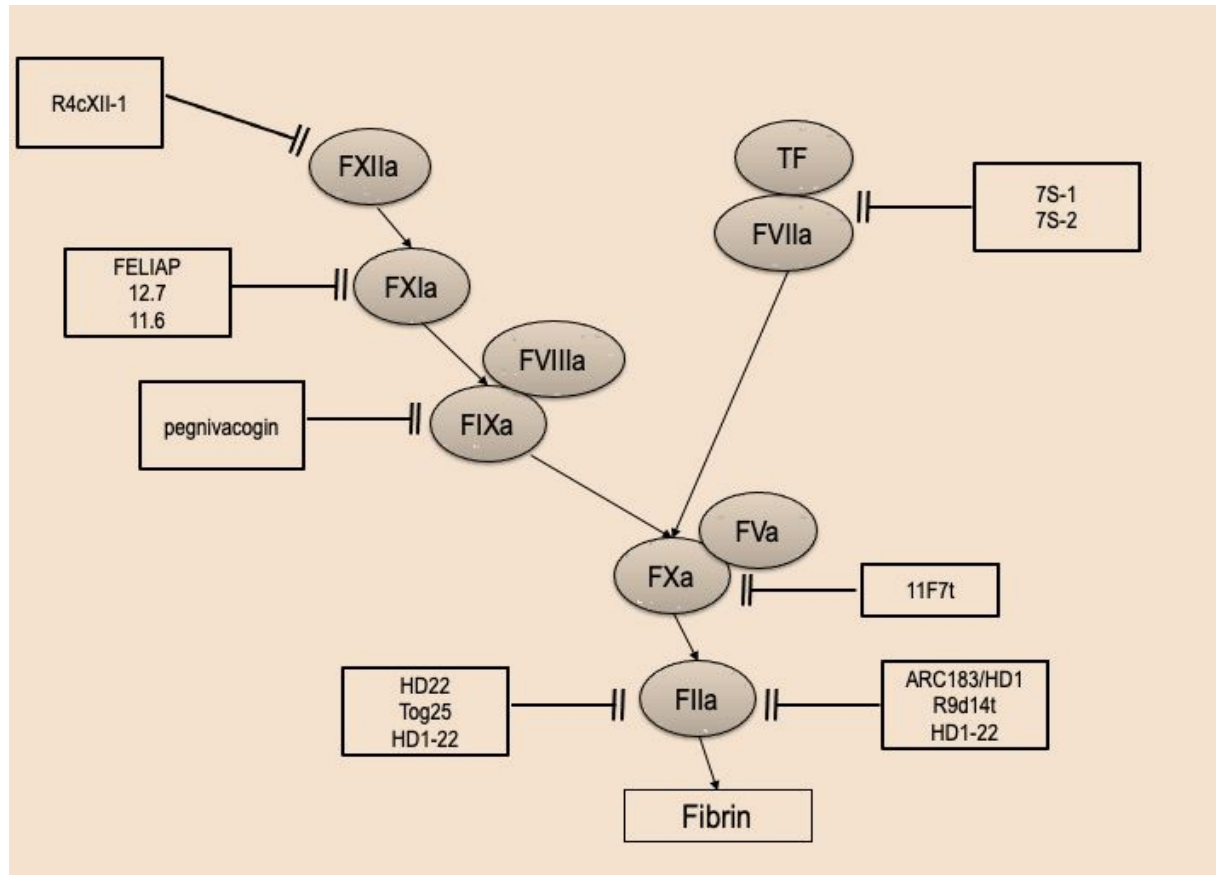 R4cXII-1
FXIIa
TF
FVIIa
7S-1
7S-2
FELIAP
12.7
11.6
FXIa
FVIIIa
FIXa
pegnivacogin
FVa
FXa
11F7t
HD22
Tog25
HD1-22
FIIa
ARC183/HD1
R9d14t
HD1-22
Fibrin